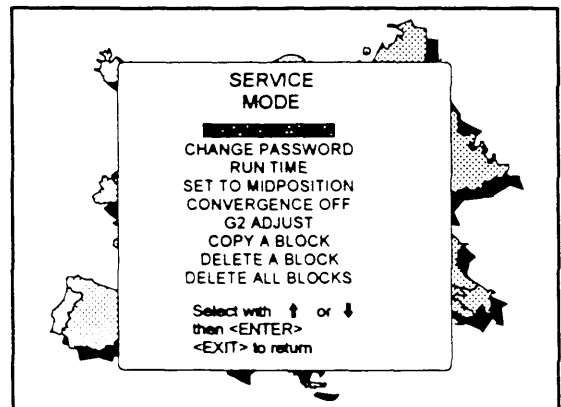 SERVICE
MODE
CHANGE PASSWORD
RUN TIME
SET TO MIDPOSITION
CONVERGENCE OFF
G2 ADJUST
COPY A BLOCK
DELETE A BLOCK
DELETE ALL BLOCKS
Select with ↑ or ↓
then <ENTER>
<EXIT> to return